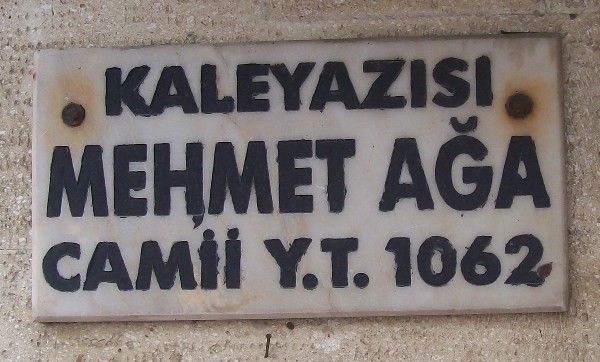 KALEYAZISI
MEHMET AĞA
CAMİİ Y.T. 1062